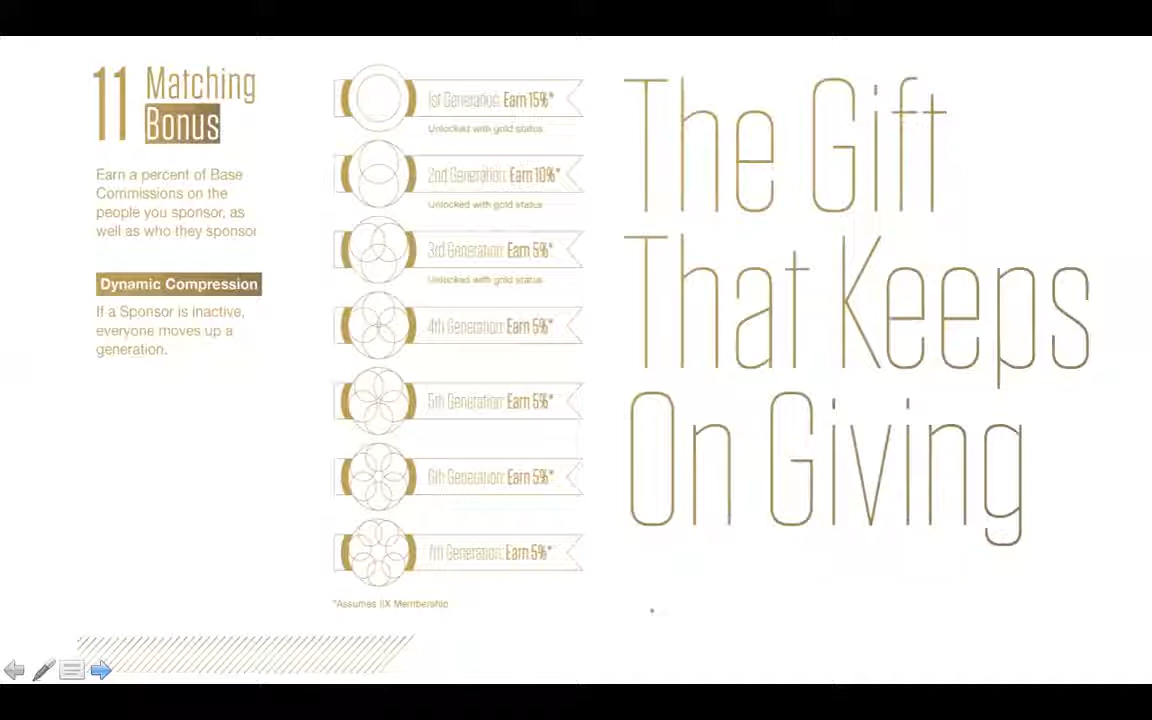 11 Matching
Bonus
Earn a percent of Base
Commissions on the
people you sponsor, as
well as who they sponsor
Dynamic Compression
If a Sponsor is inactive,
everyone moves up a
generation.
1st Generation: Earn 15%*
Unlocked with gold status
2nd Generation: Earn 10%*
Unlocked with gold status
3rd Generation: Earn 5%*
Unlocked with gold status
4th Generation: Earn 5%*
5th Generation: Earn 5%*
6th Generation: Earn 5%*
7th Generation: Earn 5%*
*Assumes IIX Membership
The Gift
That Keeps
On Giving